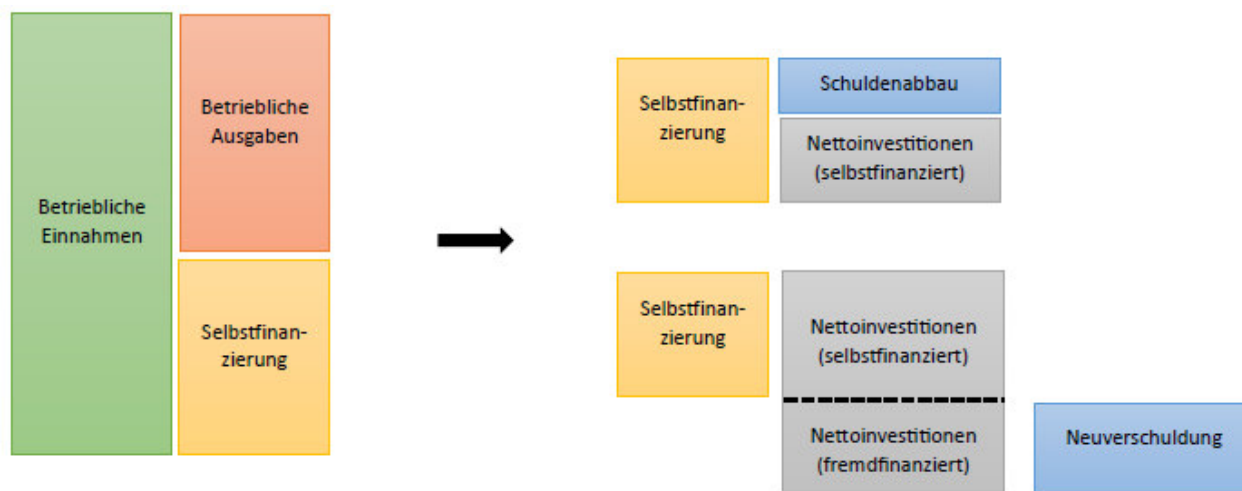 Betriebliche
Einnahmen
Betriebliche
Ausgaben
Selbstfinan-
zierung
Selbstfinan-
zierung
Schuldenabbau
Nettoinvestitionen
(selbstfinanziert)
Selbstfinan-
zierung
Nettoinvestitionen
(selbstfinanziert)
Nettoinvestitionen
(fremdfinanziert)
Neuverschuldung